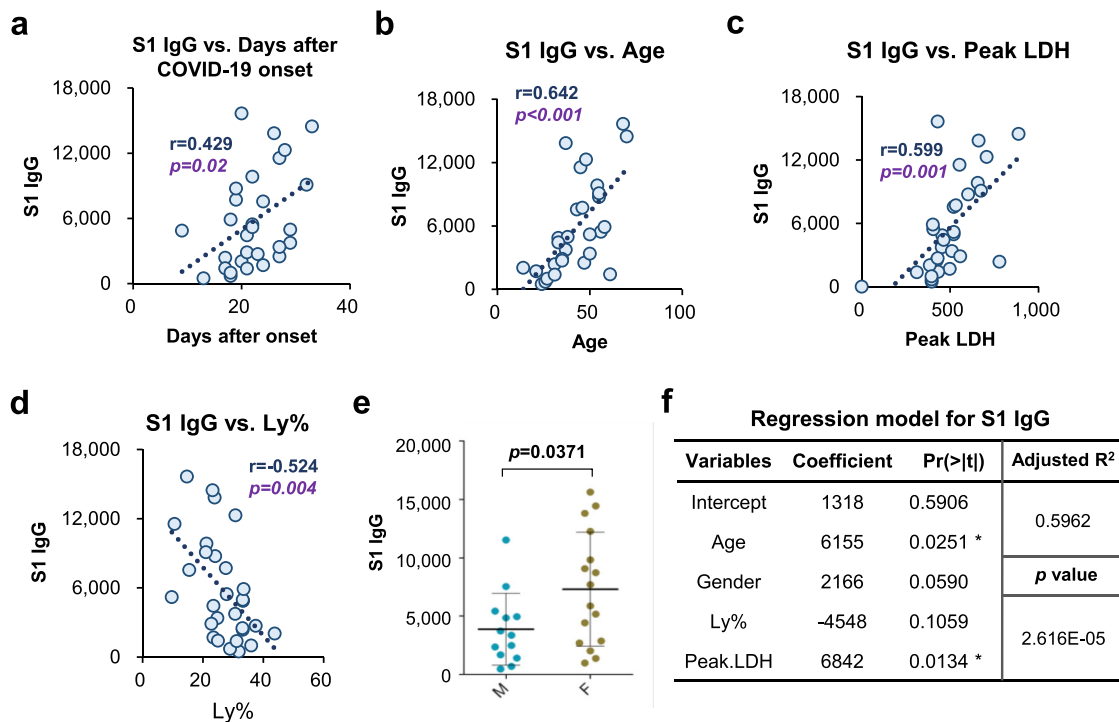 a
S1 IgG vs. Days after
COVID-19 onset
18,000
12,000
6,000
0
S1 IgG
r=0.429
p=0.02
0
20
40
Days after onset
b
S1 IgG vs. Age
18,000
12,000
6,000
0
S1 IgG
r=0.642
p<0.001
0
50
100
Age
c
S1 IgG vs. Peak LDH
18,000
12,000
6,000
0
S1 IgG
r=0.599
p=0.001
0
500
1,000
Peak LDH
d
S1 IgG vs. Ly%
18,000
12,000
6,000
0
S1 IgG
r=-0.524
p=0.004
0
20
40
60
Ly%
e
20,000
15,000
10,000
5,000
0
S1 IgG
p=0.0371
M
F
f
Regression model for S1 IgG
Variables Coefficient Pr(>|t|) Adjusted R²
Intercept 1318 0.5906
0.5962
Age 6155 0.0251 *
Gender 2166 0.0590 p value
Ly% -4548 0.1059
2.616E-05
Peak.LDH 6842 0.0134 *